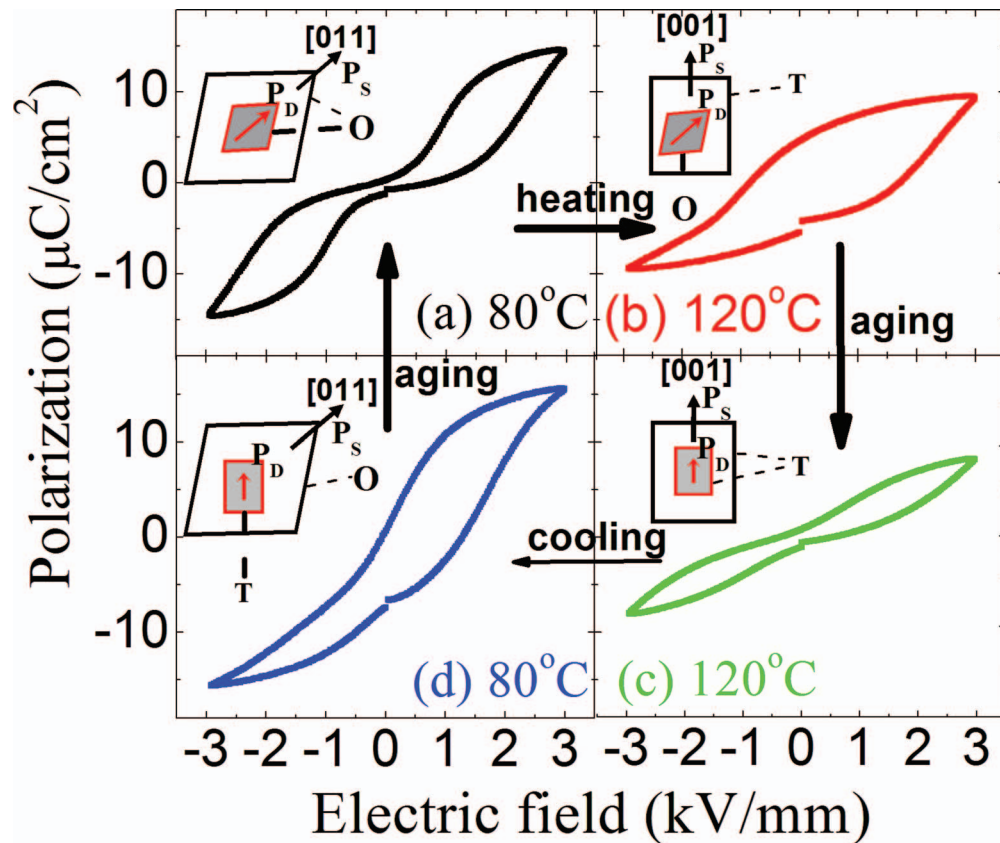 Polarization (μC/cm²)
10
0
-10
[011]
P_S
P_D
O
(a) 80°C
heating
[001]
P_S
P_D
T
O
(b) 120°C
aging
aging
10
0
-10
[011]
P_S
P_D
O
T
(d) 80°C
cooling
[001]
P_S
P_D
T
(c) 120°C
-3 -2 -1 0 1 2 3 -3 -2 -1 0 1 2 3
Electric field (kV/mm)